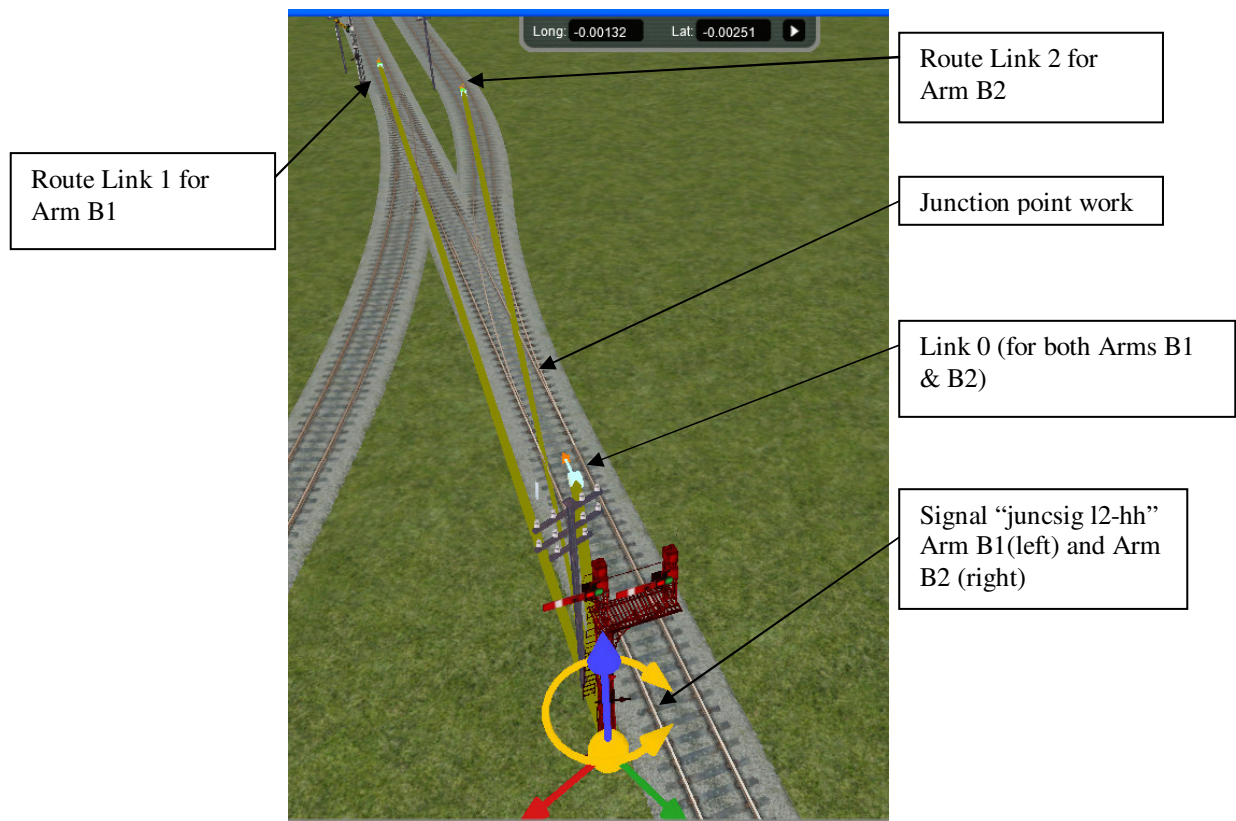 Long: -0.00132 Lat: -0.00251
Route Link 2 for
Arm B2
Route Link 1 for
Arm B1
Junction point work
Link 0 (for both Arms B1
& B2)
Signal “juncsig l2-hh”
Arm B1(left) and Arm
B2 (right)